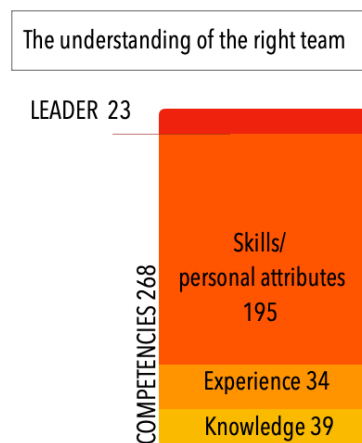 The understanding of the right team
LEADER 23
Skills/
personal attributes
195
COMPETENCIES 268
Experience 34
Knowledge 39